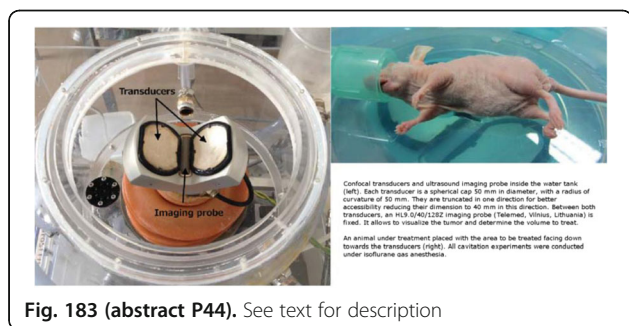 Transducers
Imaging probe
Confocal transducers and ultrasound imaging probe inside the water tank
(left). Each transducer is a spherical cap 50 mm in diameter, with a radius of
curvature of 50 mm. They are truncated in one direction for better
accessibility reducing their dimension to 40 mm in this direction. Between both
transducers, an HL9.0/40/128Z imaging probe (Telemed, Vilnius, Lithuania) is
fixed. It allows to visualize the tumor and determine the volume to treat.
An animal under treatment placed with the area to be treated facing down
towards the transducers (right). All cavitation experiments were conducted
under isoflurane gas anesthesia.
Fig. 183 (abstract P44). See text for description